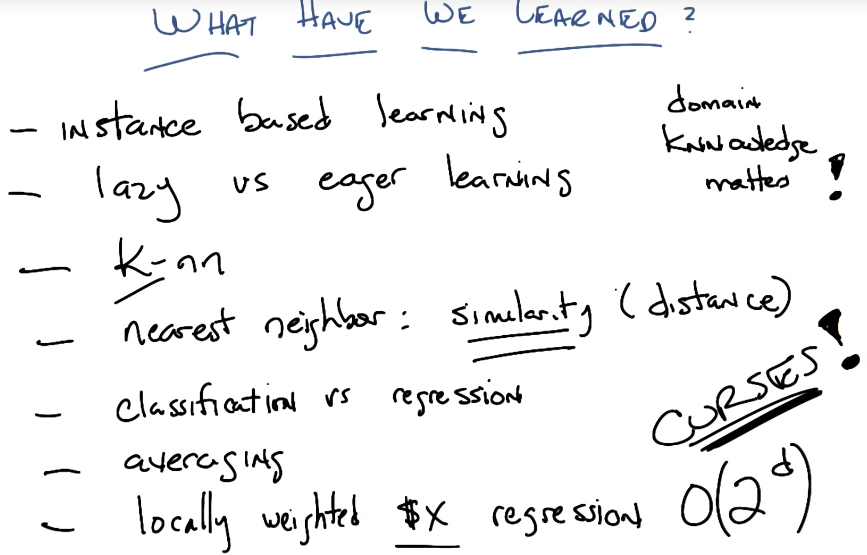 WHAT HAVE WE LEARNED?
- instance based learning
- lazy vs eager learning
- K-nn
- nearest neighbor: similarity (distance)
- classification vs regression
- averaging
- locally weighted $X regression
domain
KNNowledge
matters!
CURSES!
O(2^d)